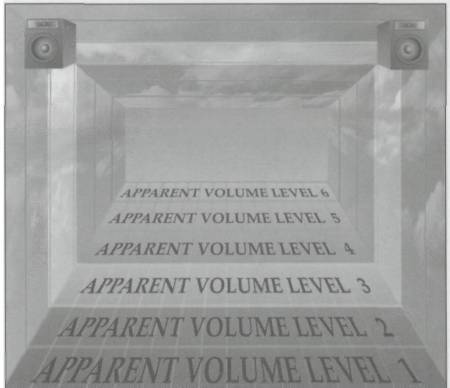 APPARENT VOLUME LEVEL 6
APPARENT VOLUME LEVEL 5
APPARENT VOLUME LEVEL 4
APPARENT VOLUME LEVEL 3
APPARENT VOLUME LEVEL 2
APPARENT VOLUME LEVEL 1